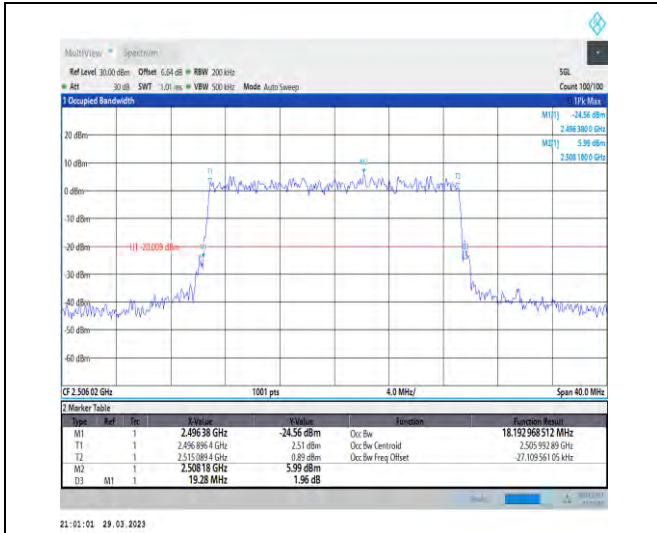 MultiView Spectrum
Ref Level 30.00 dBm Offset 6.64 dB RBW 200 kHz SGL
Att 30 dB SWT 1.01 ms VBW 500 kHz Mode Auto Sweep Count 100/100
1 Occupied Bandwidth 1Pk Max
M1[1] -24.56 dBm
2.496 380 0 GHz
M2[1] 5.99 dBm
2.508 180 0 GHz
20 dBm
10 dBm
0 dBm
-10 dBm
-20 dBm
H1 -20.009 dBm
-30 dBm
-40 dBm
-50 dBm
-60 dBm
T1
M2
T2
CF 2.506 02 GHz 1001 pts 4.0 MHz/ Span 40.0 MHz
2 Marker Table
Type Ref Trc X-Value Y-Value Function Function Result
M1 1 2.496 38 GHz -24.56 dBm Occ Bw 18.192 968 512 MHz
T1 1 2.496 896 4 GHz 2.51 dBm Occ Bw Centroid 2.505 992 89 GHz
T2 1 2.515 089 4 GHz 0.89 dBm Occ Bw Freq Offset -27.109 561 05 kHz
M2 1 2.508 18 GHz 5.99 dBm
D3 M1 1 19.28 MHz 1.96 dB
21:01:01 29.03.2023